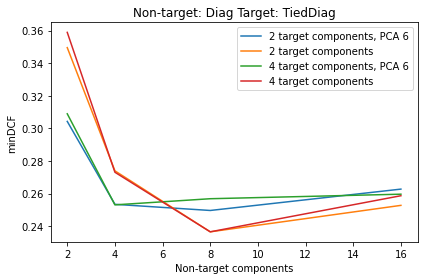 Non-target: Diag Target: TiedDiag
2 target components, PCA 6
2 target components
4 target components, PCA 6
4 target components
0.36
0.34
0.32
0.30
0.28
0.26
0.24
minDCF
2 4 6 8 10 12 14 16
Non-target components